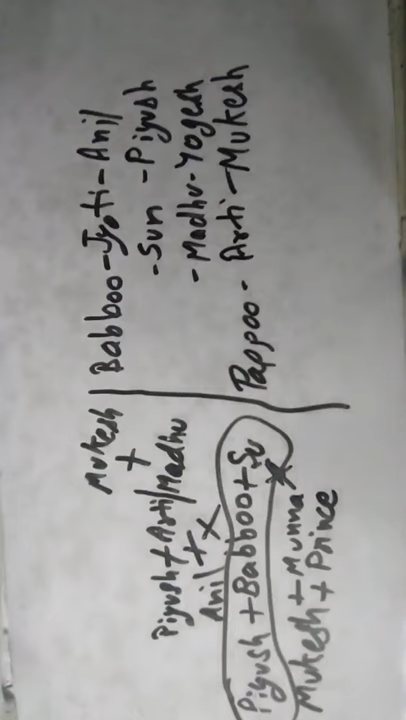 Babboo-Jyoti-Anil
-Sun -Piyush
-Madhu-Yogesh
Pappoo - Arti-Mukesh
Mukesh
+
Piyush+Arti/Madhu
+ X
Anil
Piyush + Babboo +
Mukesh + Munna
+ Prince